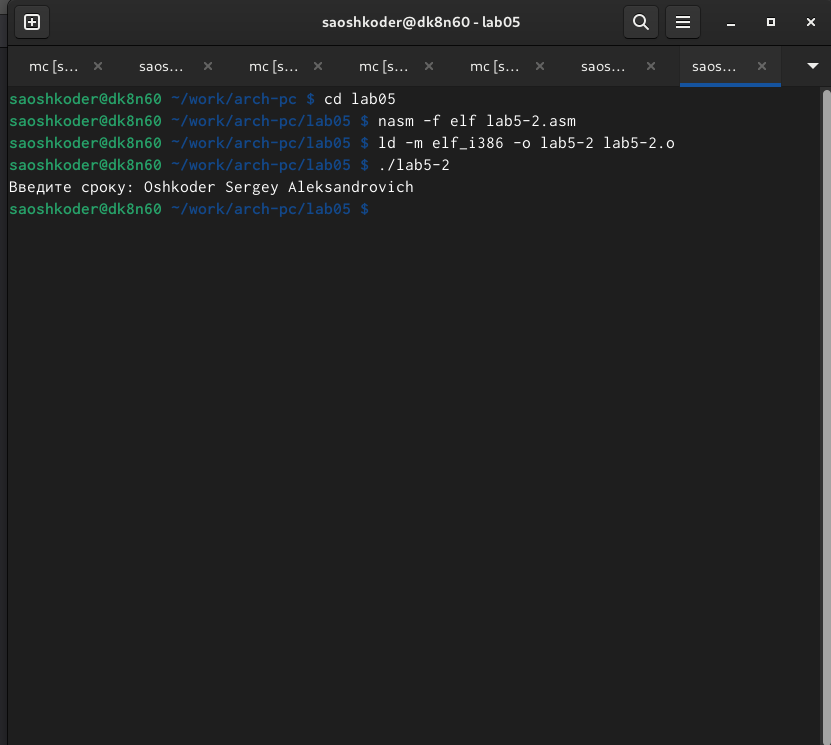 saoshkoder@dk8n60 - lab05
mc [s… saos… mc [s… mc [s… mc [s… saos… saos…
saoshkoder@dk8n60 ~/work/arch-pc $ cd lab05
saoshkoder@dk8n60 ~/work/arch-pc/lab05 $ nasm -f elf lab5-2.asm
saoshkoder@dk8n60 ~/work/arch-pc/lab05 $ ld -m elf_i386 -o lab5-2 lab5-2.o
saoshkoder@dk8n60 ~/work/arch-pc/lab05 $ ./lab5-2
Введите сроку: Oshkoder Sergey Aleksandrovich
saoshkoder@dk8n60 ~/work/arch-pc/lab05 $